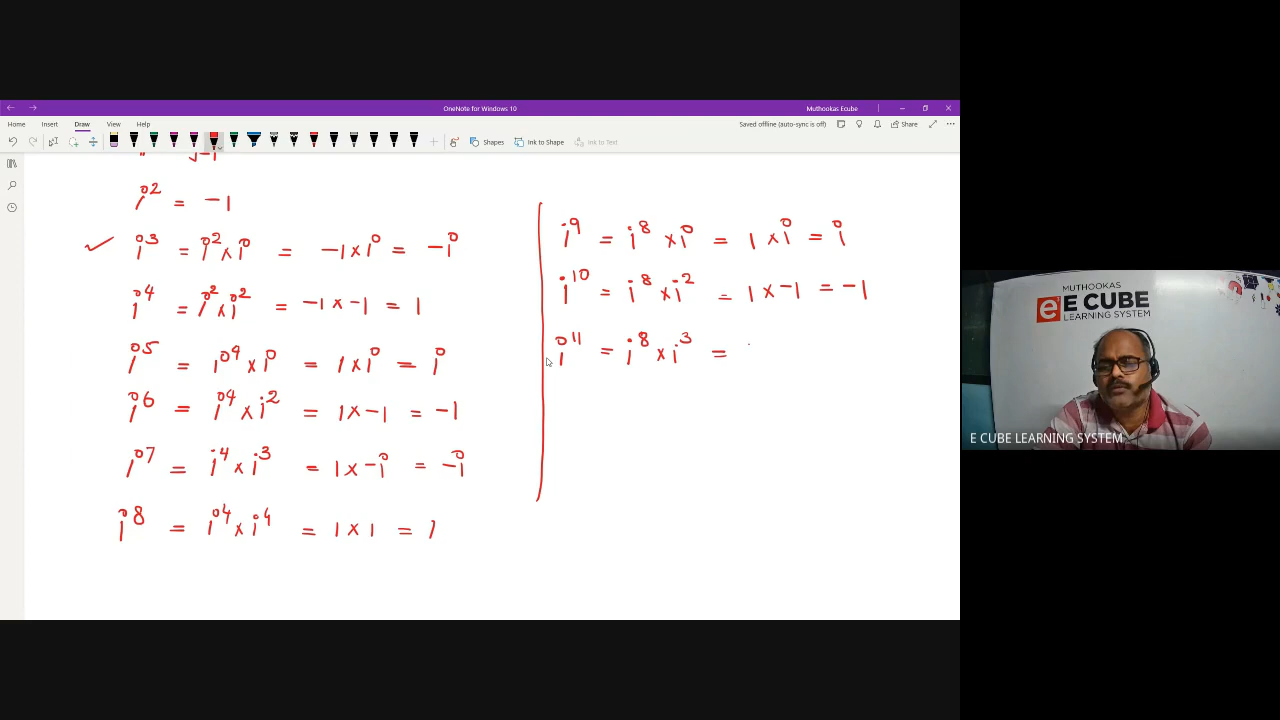 OneNote for Windows 10
Muthookas Ecube
Home Insert Draw View Help
Saved offline (auto-sync is off)
Share
Shapes
Ink to Shape
Ink to Text
√-1
i² = -1
i³ = i² × i = -1 × i = -i
i⁴ = i² × i² = -1 × -1 = 1
i⁵ = i⁴ × i = 1 × i = i
i⁶ = i⁴ × i² = 1 × -1 = -1
i⁷ = i⁴ × i³ = 1 × -i = -i
i⁸ = i⁴ × i⁴ = 1 × 1 = 1
i⁹ = i⁸ × i = 1 × i = i
i¹⁰ = i⁸ × i² = 1 × -1 = -1
i¹¹ = i⁸ × i³ =
MUTHOOKAS
e E CUBE
LEARNING SYSTEM
E CUBE LEARNING SYSTEM